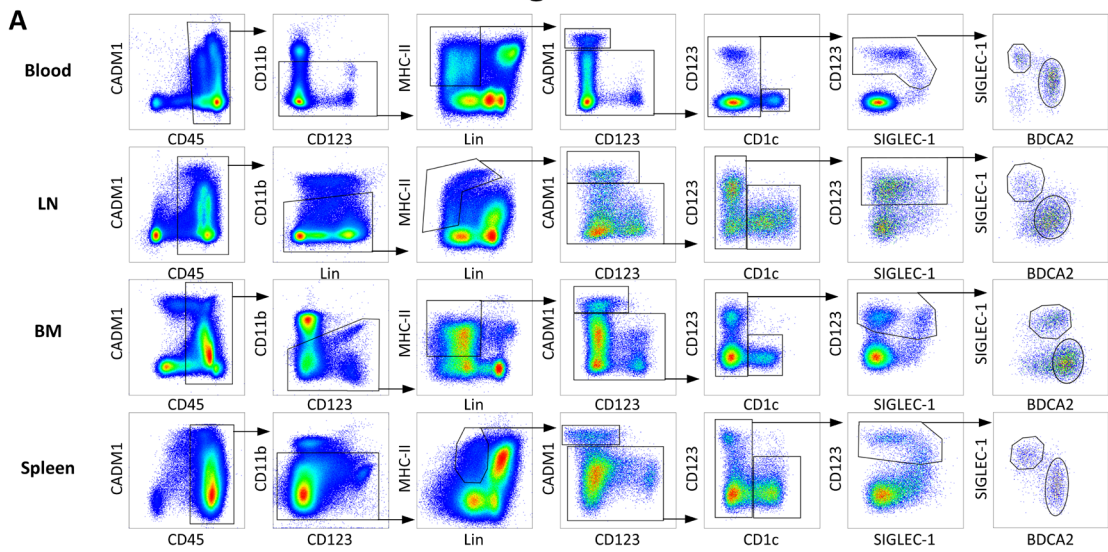 A
Blood
CADM1
CD11b
MHC-II
CADM1
CD123
CD123
SIGLEC-1
CD45
CD123
Lin
CD123
CD1c
SIGLEC-1
BDCA2
LN
CADM1
CD11b
MHC-II
CADM1
CD123
CD123
SIGLEC-1
CD45
Lin
Lin
CD123
CD1c
SIGLEC-1
BDCA2
BM
CADM1
CD11b
MHC-II
CADM1
CD123
CD123
SIGLEC-1
CD45
CD123
Lin
CD123
CD1c
SIGLEC-1
BDCA2
Spleen
CADM1
CD11b
MHC-II
CADM1
CD123
CD123
SIGLEC-1
CD45
CD123
Lin
CD123
CD1c
SIGLEC-1
BDCA2